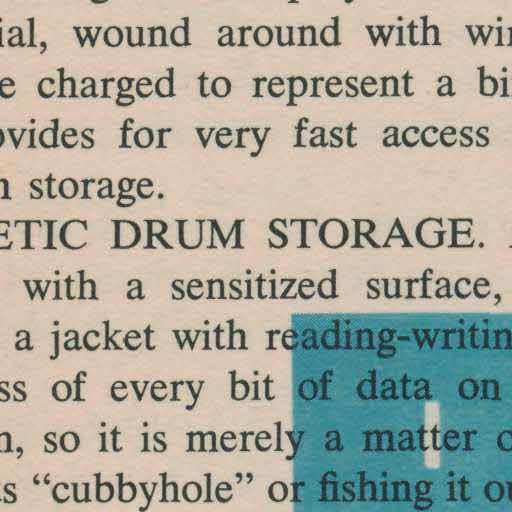 ial, wound around with wi
e charged to represent a bi
ovides for very fast access
n storage.
ETIC DRUM STORAGE.
with a sensitized surface,
a jacket with reading-writin
ss of every bit of data on
n, so it is merely a matter o
s “cubbyhole” or fishing it ou